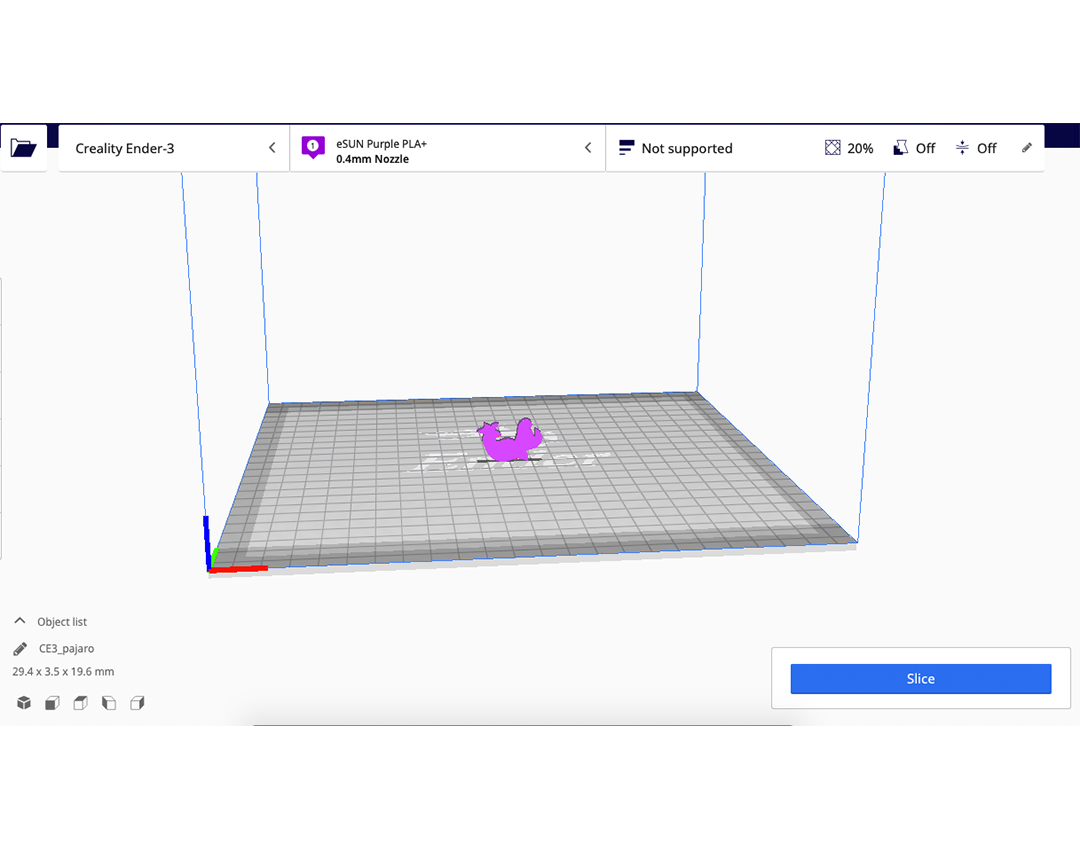 Creality Ender-3
1
eSUN Purple PLA+
0.4mm Nozzle
Not supported
20%
Off
Off
Object list
CE3_pajaro
29.4 x 3.5 x 19.6 mm
Slice